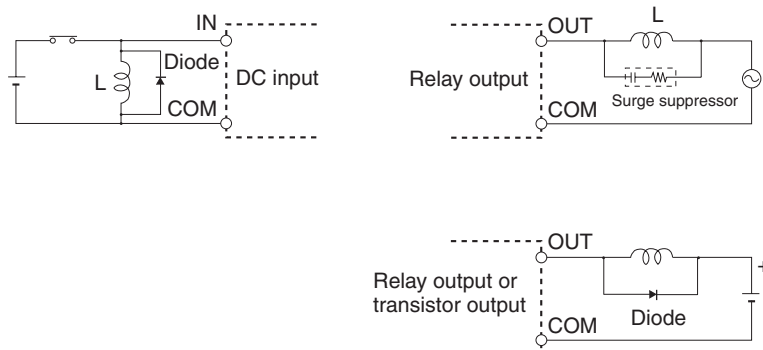 IN
Diode
L
DC input
COM
OUT
L
Relay output
Surge suppressor
COM
OUT
+
Relay output or
transistor output
Diode
COM